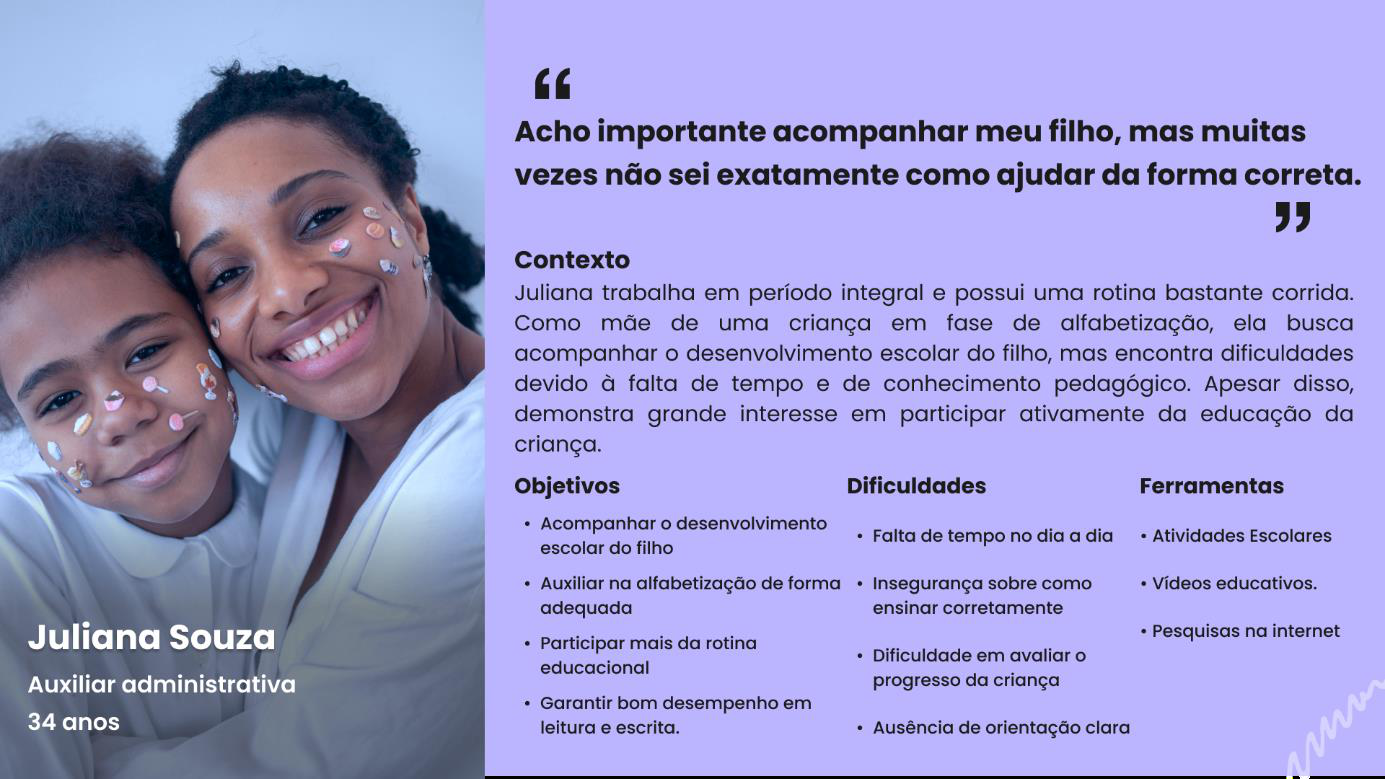 “
Acho importante acompanhar meu filho, mas muitas
vezes não sei exatamente como ajudar da forma correta.
”
Contexto
Juliana trabalha em período integral e possui uma rotina bastante corrida.
Como mãe de uma criança em fase de alfabetização, ela busca
acompanhar o desenvolvimento escolar do filho, mas encontra dificuldades
devido à falta de tempo e de conhecimento pedagógico. Apesar disso,
demonstra grande interesse em participar ativamente da educação da
criança.
Objetivos
• Acompanhar o desenvolvimento
escolar do filho
• Auxiliar na alfabetização de forma
adequada
• Participar mais da rotina
educacional
• Garantir bom desempenho em
leitura e escrita.
Dificuldades
• Falta de tempo no dia a dia
• Insegurança sobre como
ensinar corretamente
• Dificuldade em avaliar o
progresso da criança
• Ausência de orientação clara
Ferramentas
• Atividades Escolares
• Vídeos educativos.
• Pesquisas na internet
Juliana Souza
Auxiliar administrativa
34 anos